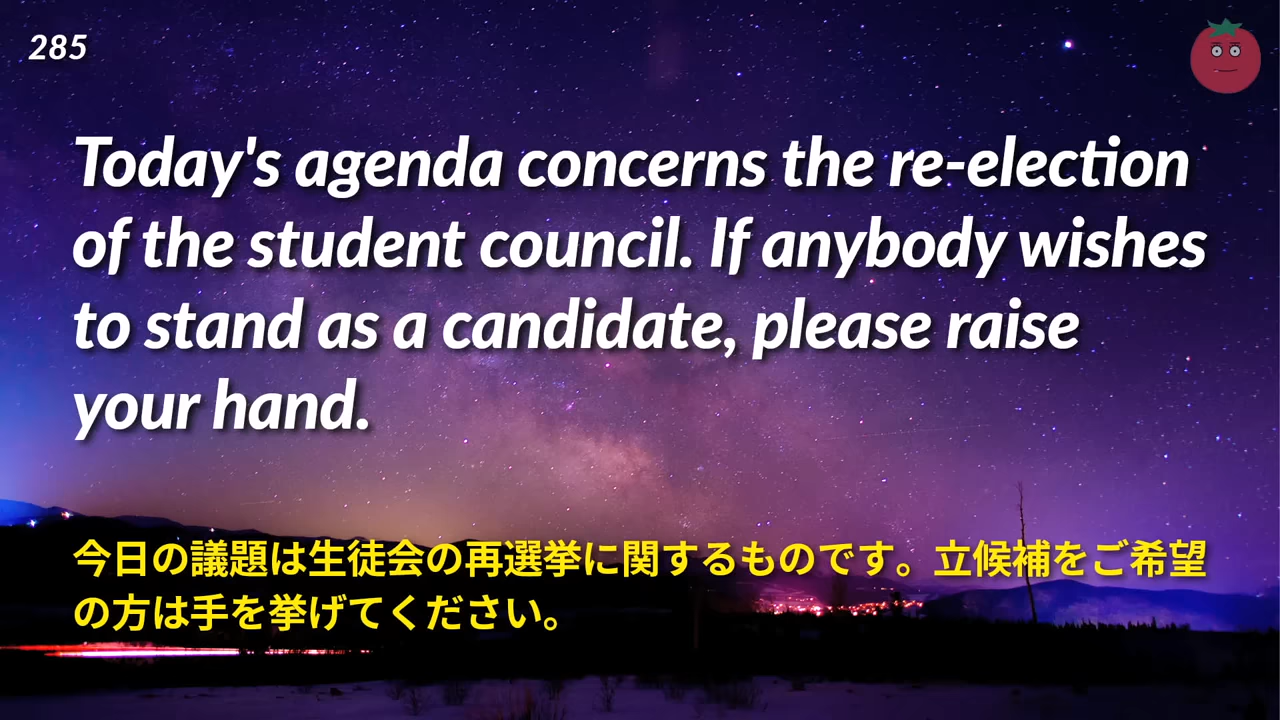 285
Today's agenda concerns the re-election
of the student council. If anybody wishes
to stand as a candidate, please raise
your hand.
今日の議題は生徒会の再選挙に関するものです。立候補をご希望
の方は手を挙げてください。